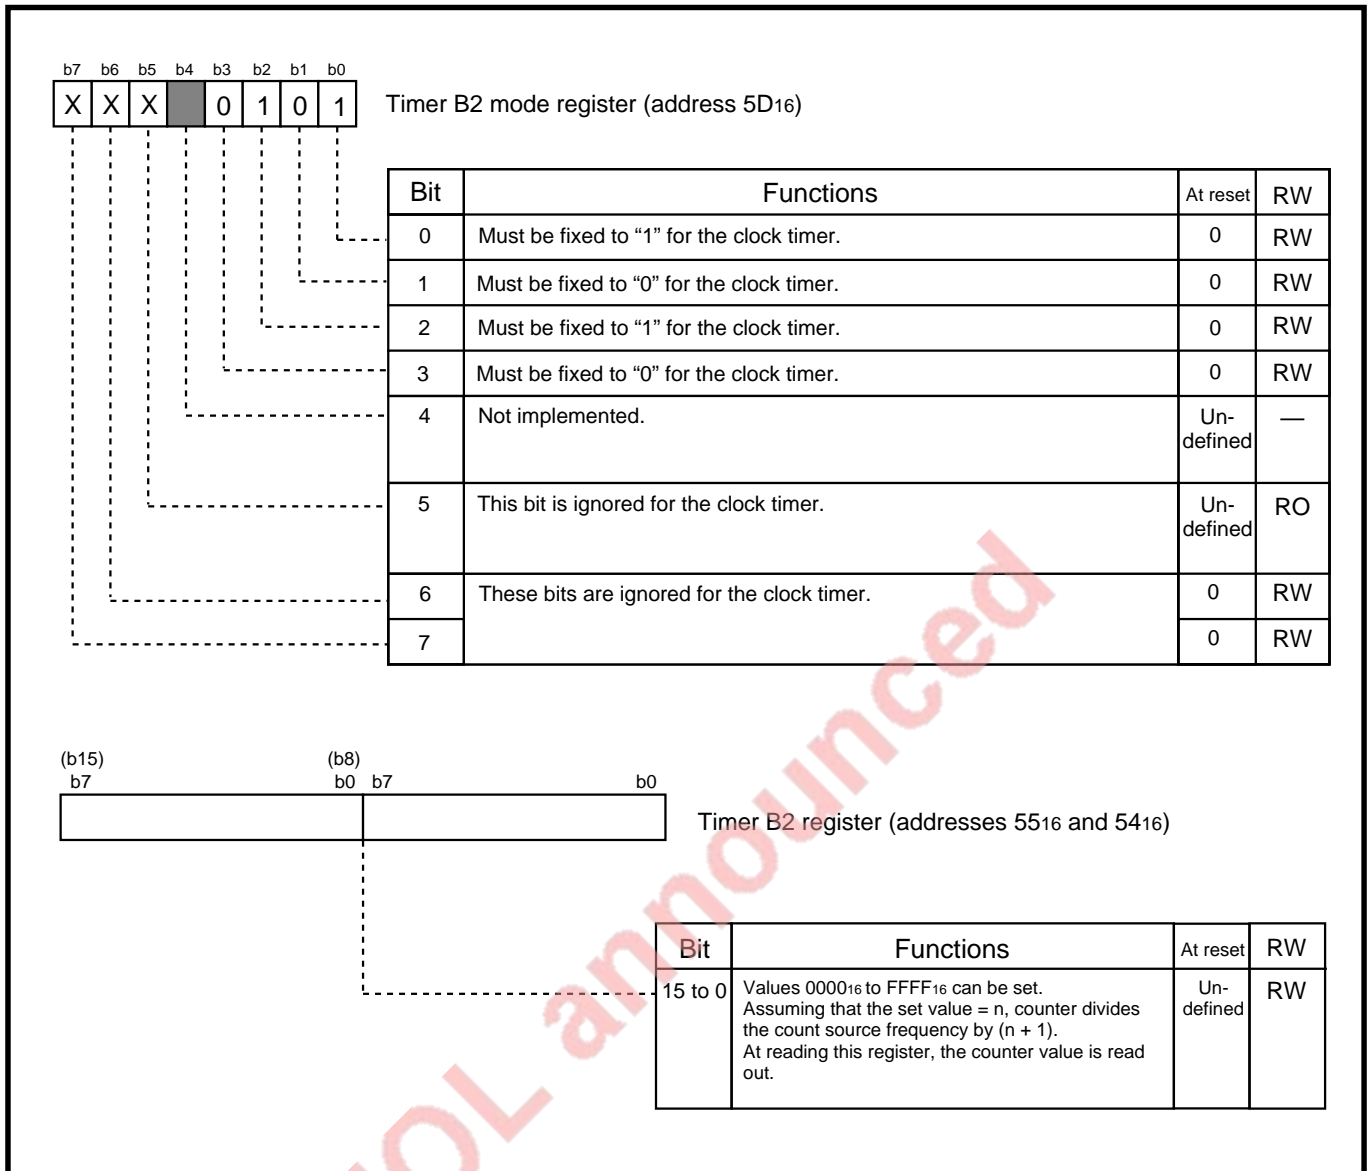 b7 b6 b5 b4 b3 b2 b1 b0
X X X 0 1 0 1
Timer B2 mode register (address 5D16)
Bit Functions At reset RW
0 Must be fixed to “1” for the clock timer. 0 RW
1 Must be fixed to “0” for the clock timer. 0 RW
2 Must be fixed to “1” for the clock timer. 0 RW
3 Must be fixed to “0” for the clock timer. 0 RW
4 Not implemented. Un- —
defined
5 This bit is ignored for the clock timer. Un- RO
defined
6 These bits are ignored for the clock timer. 0 RW
7 0 RW
(b15) (b8)
b7 b0 b7 b0
Timer B2 register (addresses 5516 and 5416)
Bit Functions At reset RW
15 to 0 Values 000016 to FFFF16 can be set. Un- RW
Assuming that the set value = n, counter divides defined
the count source frequency by (n + 1).
At reading this register, the counter value is read
out.
OL announced